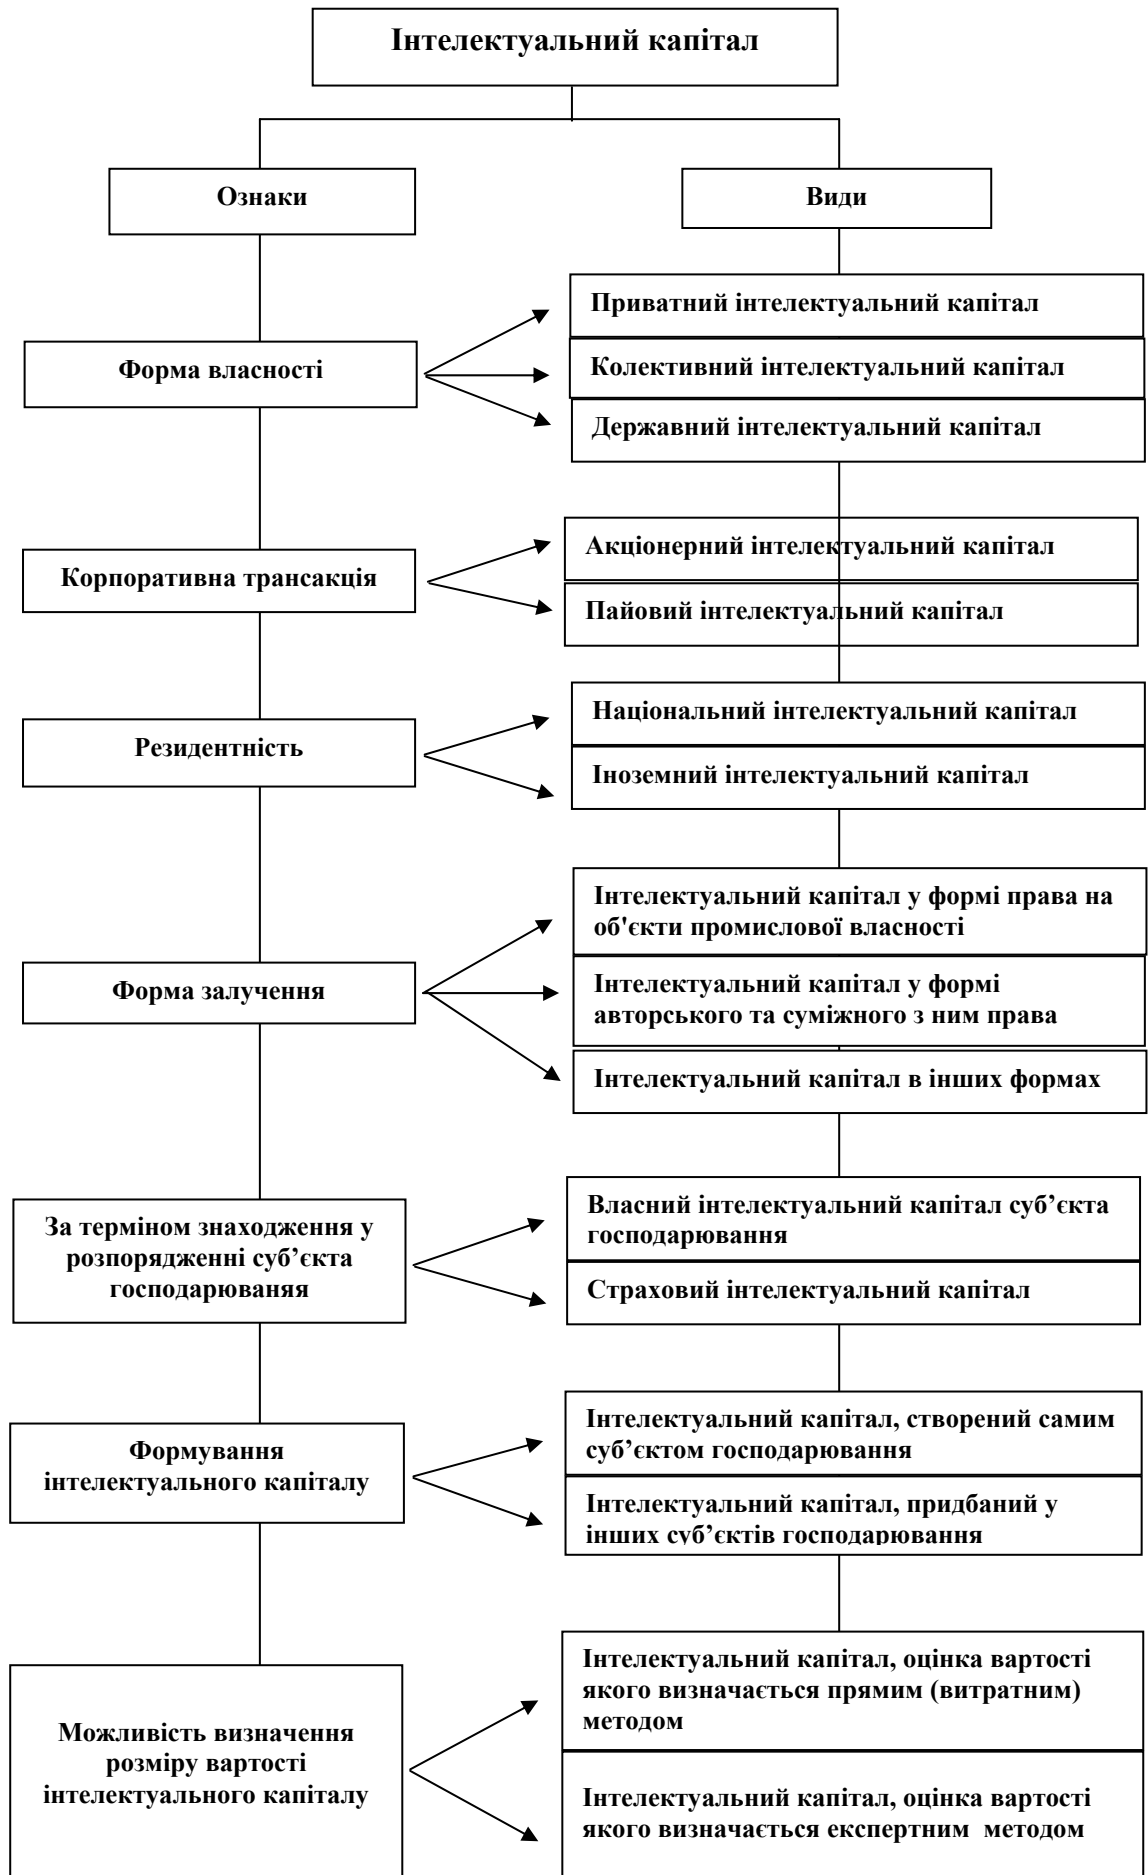 Інтелектуальний капітал
Ознаки
Види
Форма власності
Приватний інтелектуальний капітал
Колективний інтелектуальний капітал
Державний інтелектуальний капітал
Корпоративна трансакція
Акціонерний інтелектуальний капітал
Пайовий інтелектуальний капітал
Резидентність
Національний інтелектуальний капітал
Іноземний інтелектуальний капітал
Форма залучення
Інтелектуальний капітал у формі права на
об'єкти промислової власності
Інтелектуальний капітал у формі
авторського та суміжного з ним права
Інтелектуальний капітал в інших формах
За терміном знаходження у
розпорядженні суб’єкта
господарюваняя
Власний інтелектуальний капітал суб’єкта
господарювання
Страховий інтелектуальний капітал
Формування
інтелектуального капіталу
Інтелектуальний капітал, створений самим
суб’єктом господарювання
Інтелектуальний капітал, придбаний у
інших суб’єктів господарювання
Можливість визначення
розміру вартості
інтелектуального капіталу
Інтелектуальний капітал, оцінка вартості
якого визначається прямим (витратним)
методом
Інтелектуальний капітал, оцінка вартості
якого визначається експертним методом